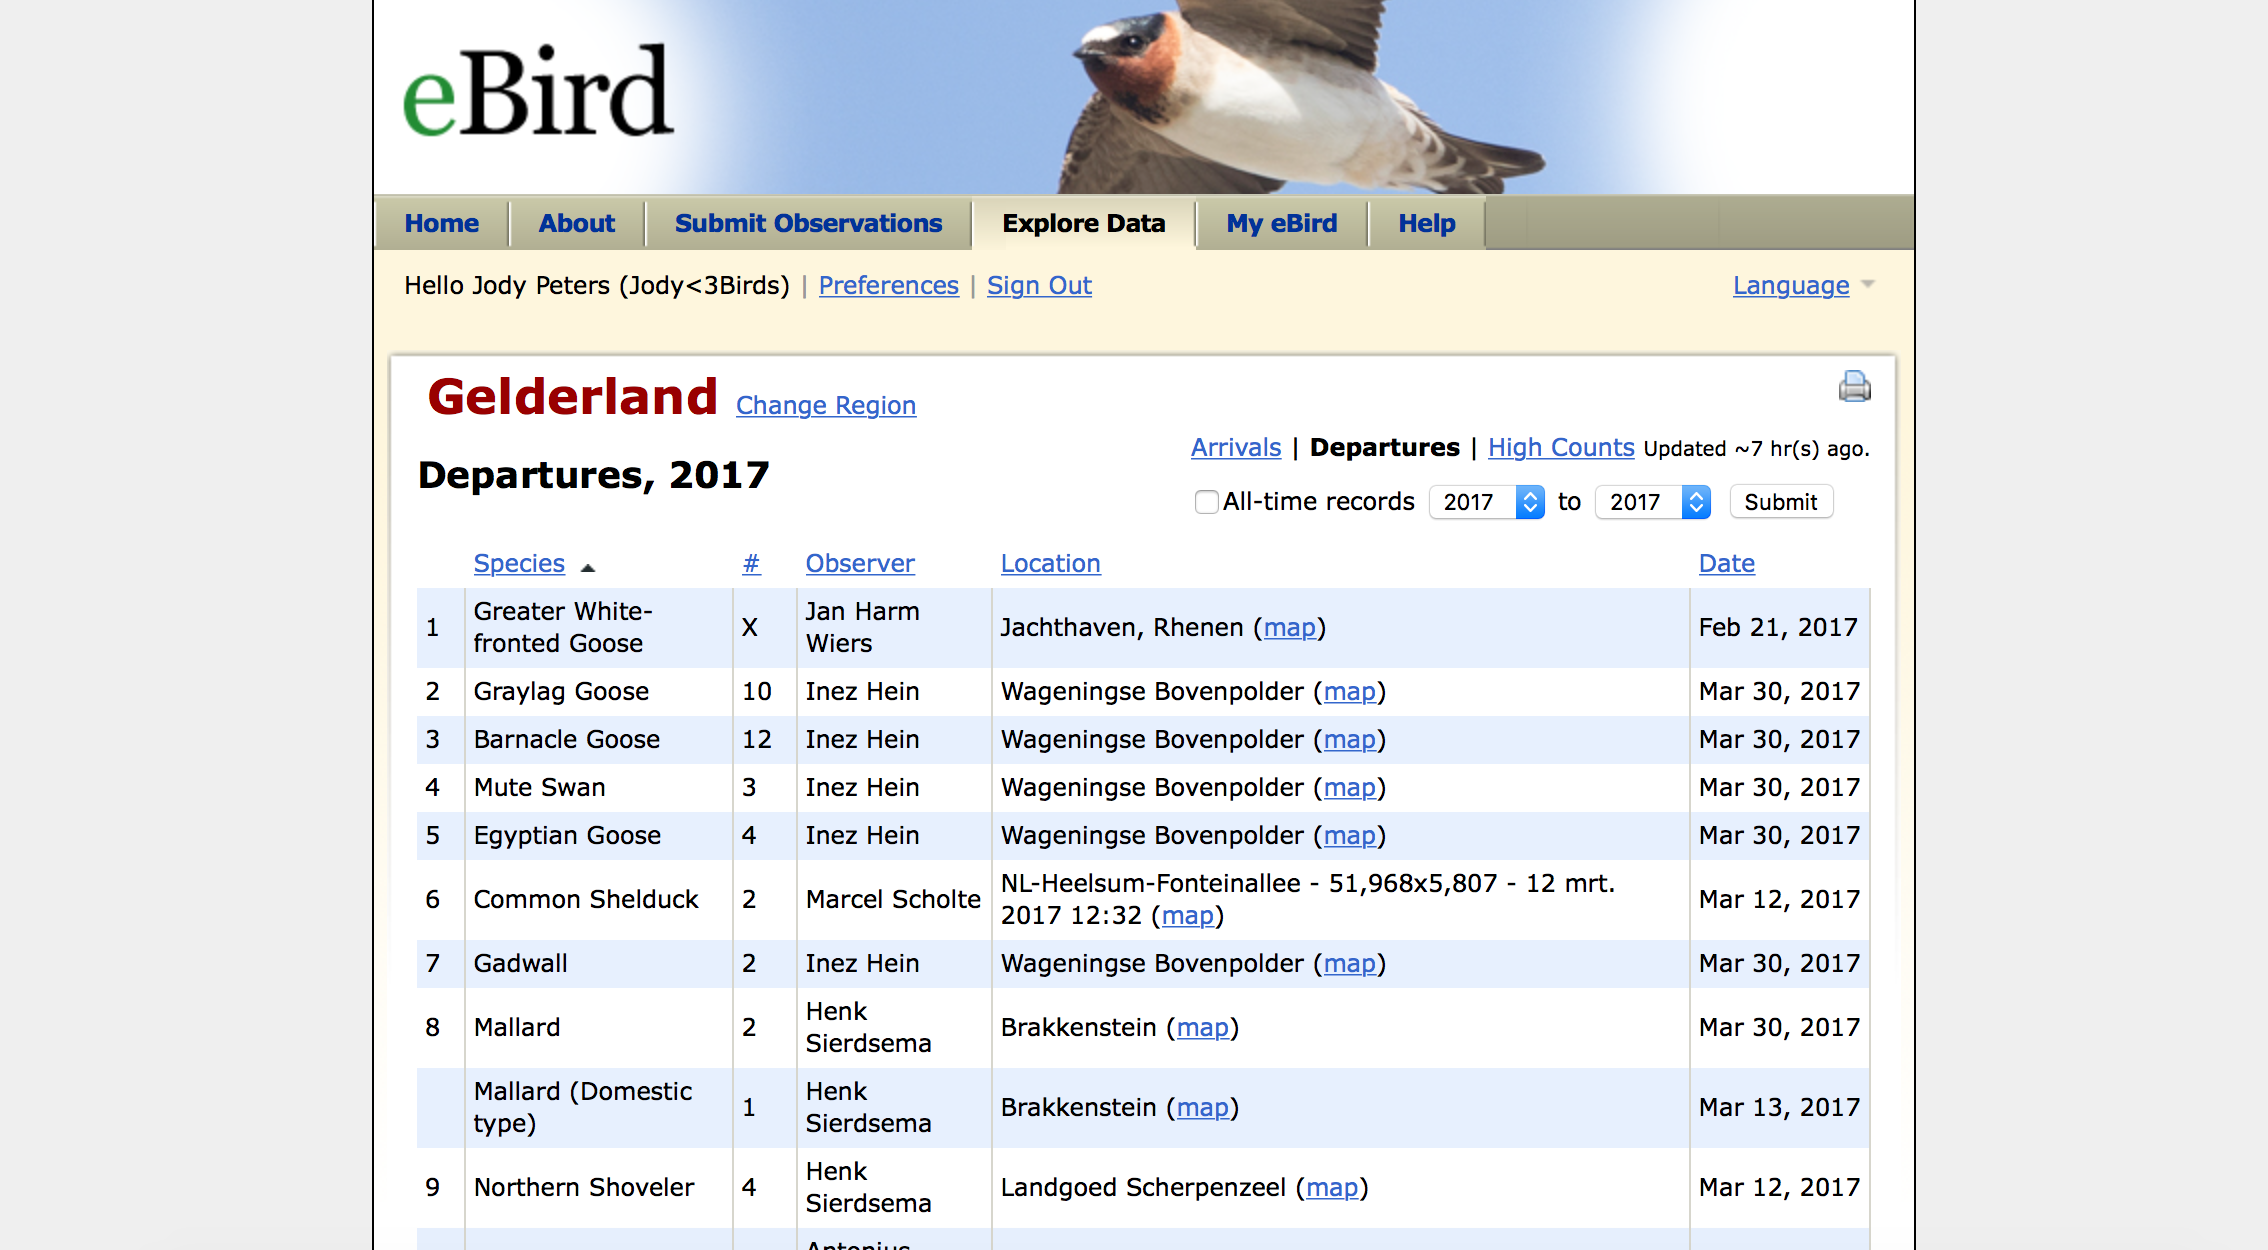 eBird
Home About Submit Observations Explore Data My eBird Help
Hello Jody Peters (Jody<3Birds) | Preferences | Sign Out Language
Gelderland Change Region
Arrivals | Departures | High Counts Updated ~7 hr(s) ago.
Departures, 2017
All-time records 2017 to 2017 Submit
Species # Observer Location Date
1 Greater White-
fronted Goose X Jan Harm
Wiers Jachthaven, Rhenen (map) Feb 21, 2017
2 Graylag Goose 10 Inez Hein Wageningse Bovenpolder (map) Mar 30, 2017
3 Barnacle Goose 12 Inez Hein Wageningse Bovenpolder (map) Mar 30, 2017
4 Mute Swan 3 Inez Hein Wageningse Bovenpolder (map) Mar 30, 2017
5 Egyptian Goose 4 Inez Hein Wageningse Bovenpolder (map) Mar 30, 2017
6 Common Shelduck 2 Marcel Scholte NL-Heelsum-Fonteinallee - 51,968x5,807 - 12 mrt.
2017 12:32 (map) Mar 12, 2017
7 Gadwall 2 Inez Hein Wageningse Bovenpolder (map) Mar 30, 2017
8 Mallard 2 Henk
Sierdsema Brakkenstein (map) Mar 30, 2017
Mallard (Domestic
type) 1 Henk
Sierdsema Brakkenstein (map) Mar 13, 2017
9 Northern Shoveler 4 Henk
Sierdsema Landgoed Scherpenzeel (map) Mar 12, 2017